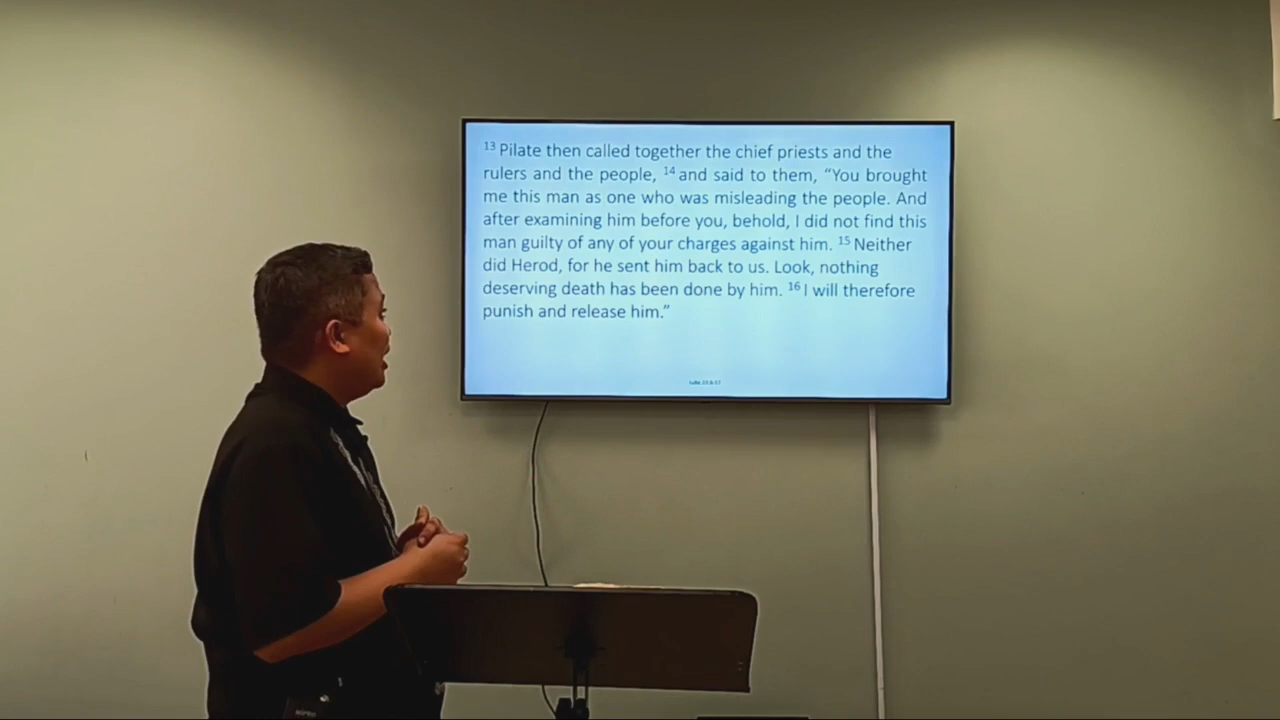 13 Pilate then called together the chief priests and the
rulers and the people, 14 and said to them, “You brought
me this man as one who was misleading the people. And
after examining him before you, behold, I did not find this
man guilty of any of your charges against him. 15 Neither
did Herod, for he sent him back to us. Look, nothing
deserving death has been done by him. 16 I will therefore
punish and release him.”